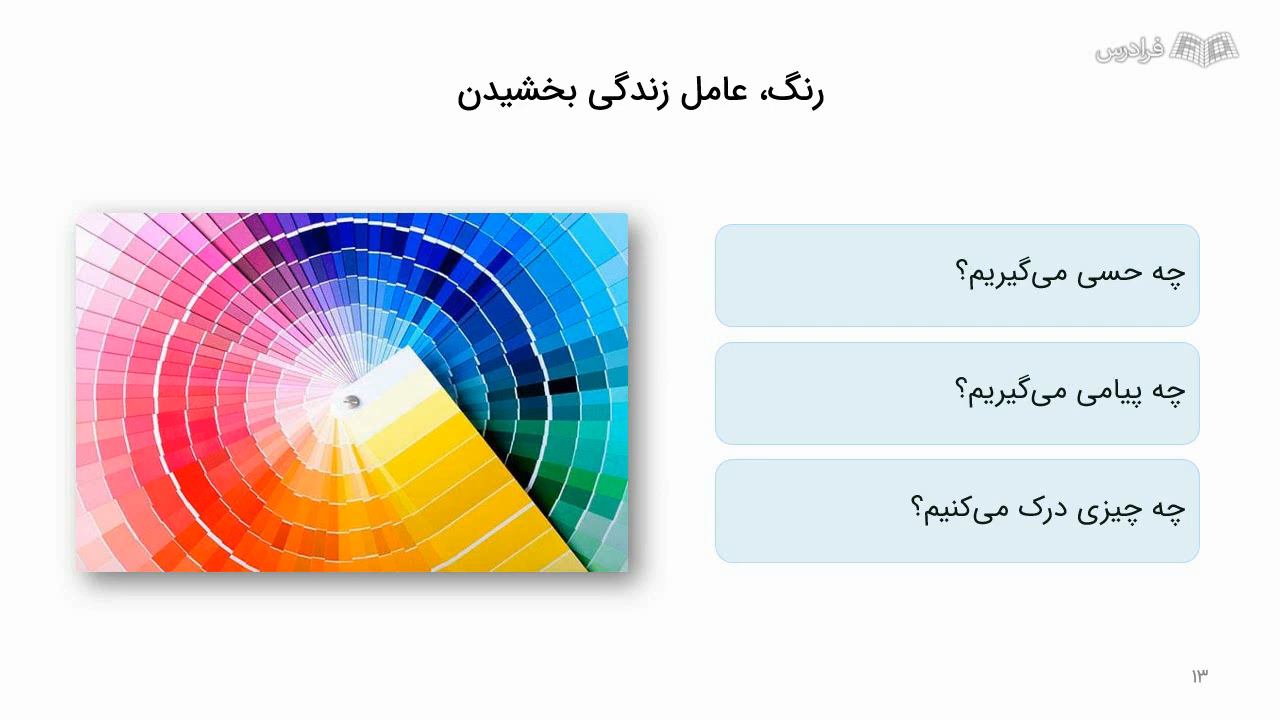 فرادرس
رنگ، عامل زندگی بخشیدن
چه حسی می‌گیریم؟
چه پیامی می‌گیریم؟
چه چیزی درک می‌کنیم؟
۱۳